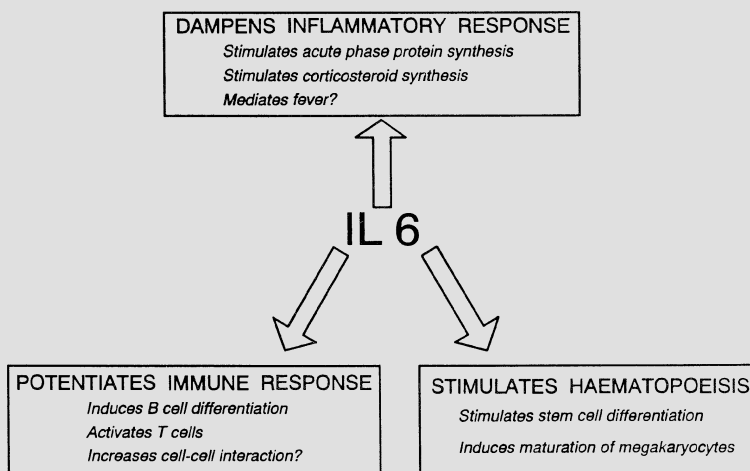 DAMPENS INFLAMMATORY RESPONSE
Stimulates acute phase protein synthesis
Stimulates corticosteroid synthesis
Mediates fever?
IL 6
POTENTIATES IMMUNE RESPONSE
Induces B cell differentiation
Activates T cells
Increases cell-cell interaction?
STIMULATES HAEMATOPOEISIS
Stimulates stem cell differentiation
Induces maturation of megakaryocytes